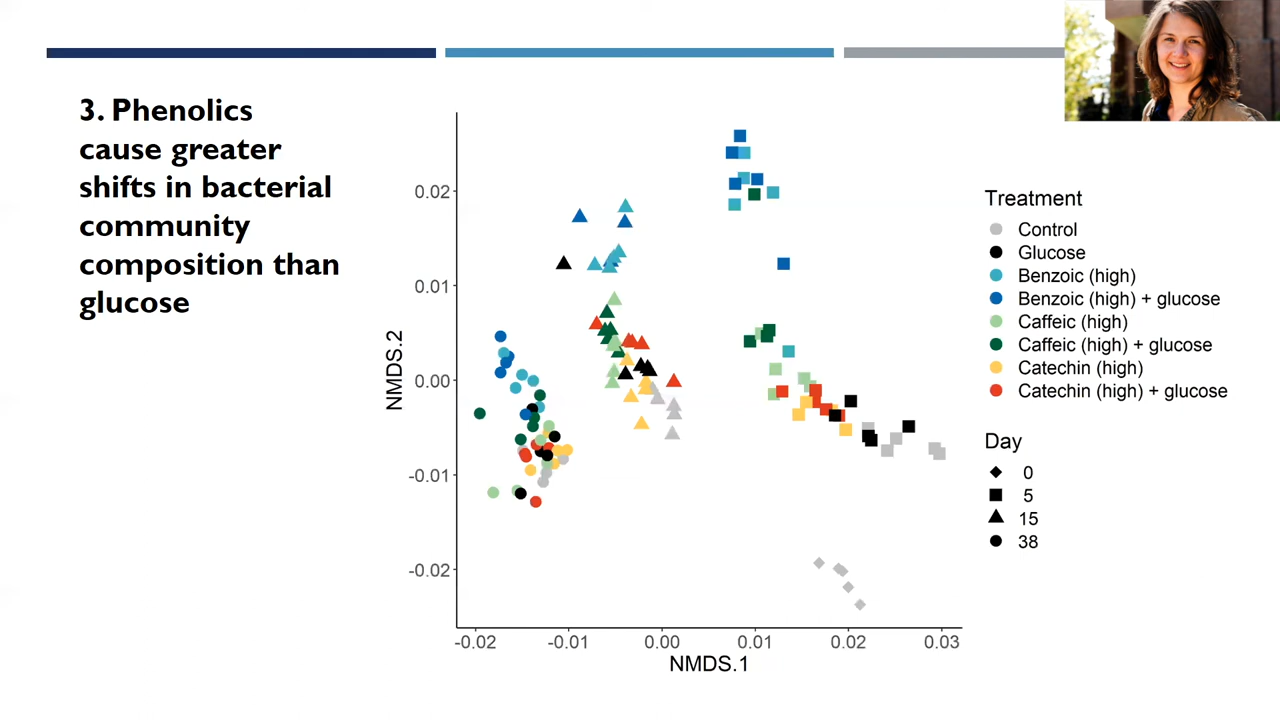 3. Phenolics
cause greater
shifts in bacterial
community
composition than
glucose
NMDS.2
0.02
0.01
0.00
-0.01
-0.02
-0.02 -0.01 0.00 0.01 0.02 0.03
NMDS.1
Treatment
Control
Glucose
Benzoic (high)
Benzoic (high) + glucose
Caffeic (high)
Caffeic (high) + glucose
Catechin (high)
Catechin (high) + glucose
Day
0
5
15
38